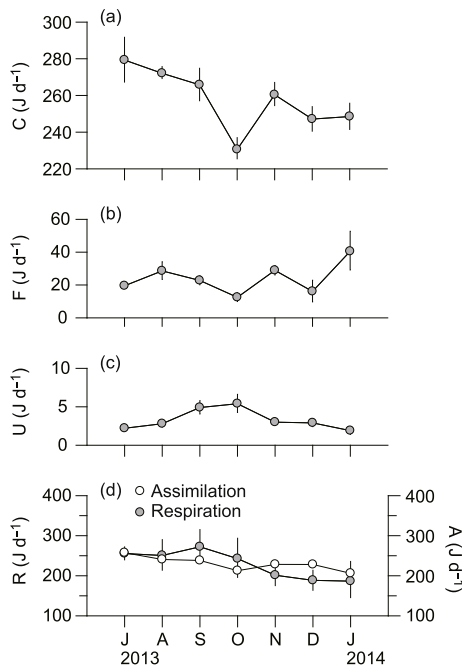 (a)
300
280
260
240
220
C (J d⁻¹)
(b)
60
40
20
0
F (J d⁻¹)
(c)
10
5
0
U (J d⁻¹)
(d)
Assimilation
Respiration
400
300
200
100
R (J d⁻¹)
400
300
200
100
A (J d⁻¹)
J A S O N D J
2013 2014